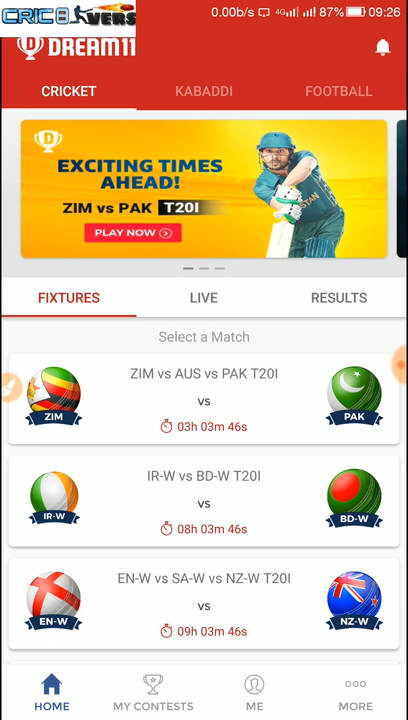 CRIC8 VERS
0.00b/s 4G 87% 09:26
DREAM11
CRICKET KABADDI FOOTBALL
EXCITING TIMES
AHEAD!
ZIM vs PAK T20I
PLAY NOW
STAN
FIXTURES LIVE RESULTS
Select a Match
ZIM vs AUS vs PAK T20I
ZIM vs PAK
03h 03m 46s
IR-W vs BD-W T20I
IR-W vs BD-W
08h 03m 46s
EN-W vs SA-W vs NZ-W T20I
EN-W vs NZ-W
09h 03m 46s
HOME MY CONTESTS ME MORE